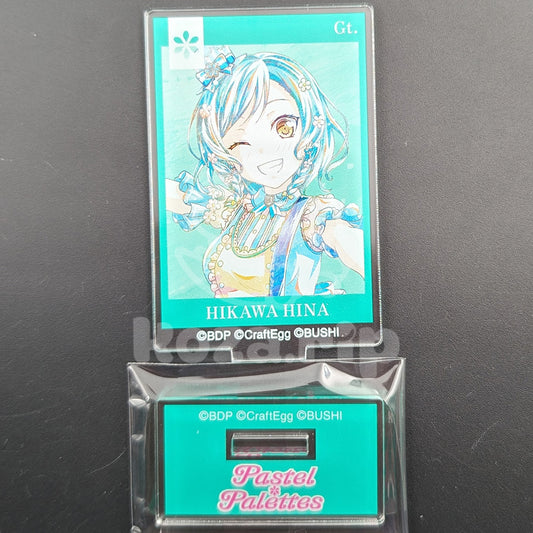 Gt.
HIKAWA HINA
©BDP ©CraftEgg ©BUSHI
©BDP ©CraftEgg ©BUSHI
Pastel
Palettes